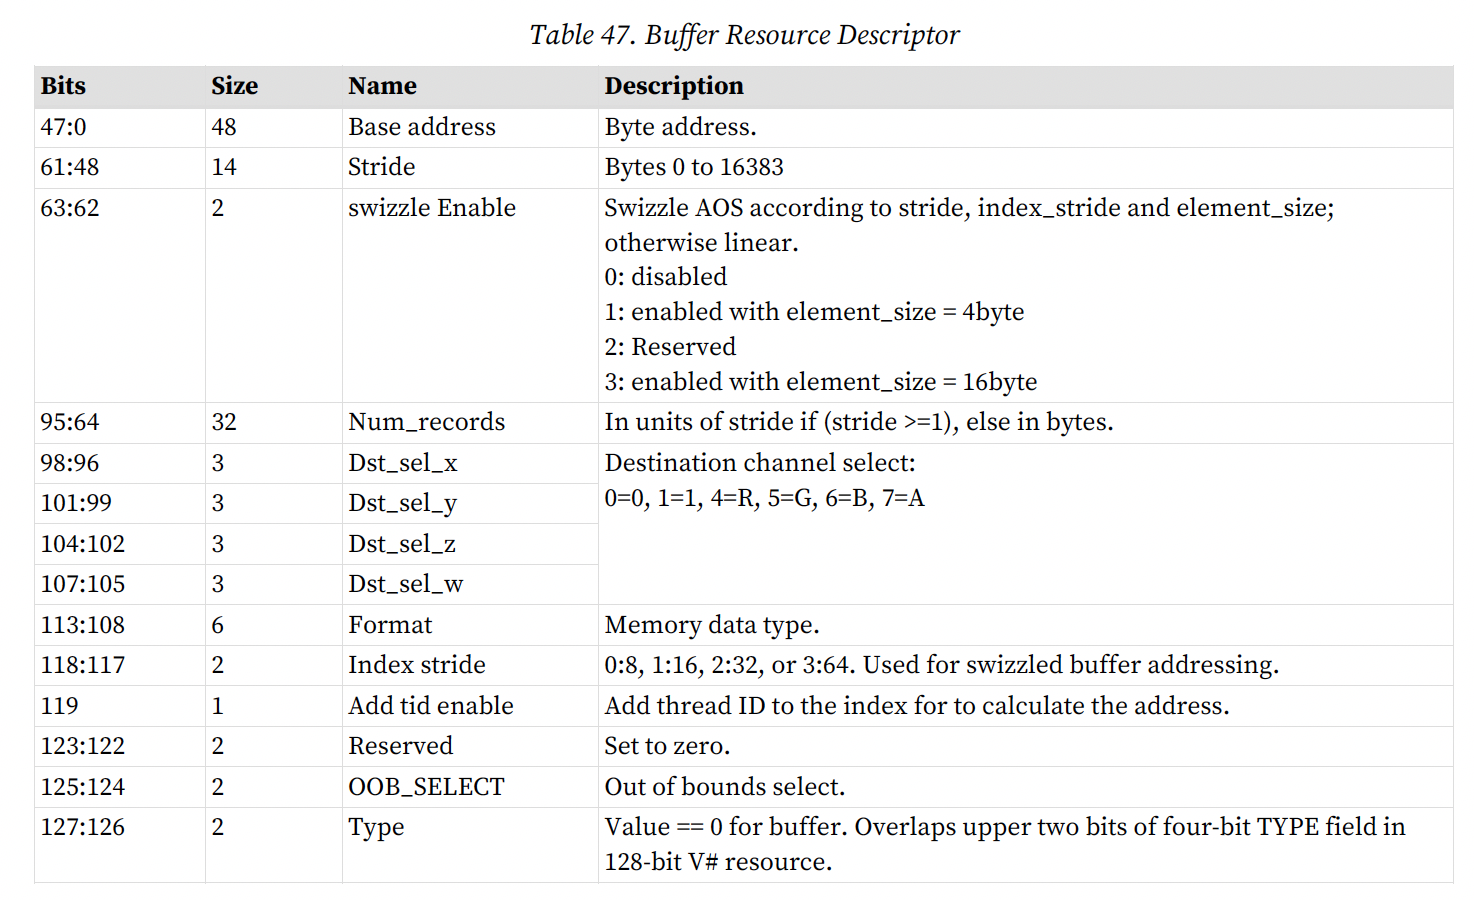 Table 47. Buffer Resource Descriptor
Bits Size Name Description
47:0 48 Base address Byte address.
61:48 14 Stride Bytes 0 to 16383
63:62 2 swizzle Enable Swizzle AOS according to stride, index_stride and element_size;
otherwise linear.
0: disabled
1: enabled with element_size = 4byte
2: Reserved
3: enabled with element_size = 16byte
95:64 32 Num_records In units of stride if (stride >=1), else in bytes.
98:96 3 Dst_sel_x Destination channel select:
0=0, 1=1, 4=R, 5=G, 6=B, 7=A
101:99 3 Dst_sel_y
104:102 3 Dst_sel_z
107:105 3 Dst_sel_w
113:108 6 Format Memory data type.
118:117 2 Index stride 0:8, 1:16, 2:32, or 3:64. Used for swizzled buffer addressing.
119 1 Add tid enable Add thread ID to the index for to calculate the address.
123:122 2 Reserved Set to zero.
125:124 2 OOB_SELECT Out of bounds select.
127:126 2 Type Value == 0 for buffer. Overlaps upper two bits of four-bit TYPE field in
128-bit V# resource.